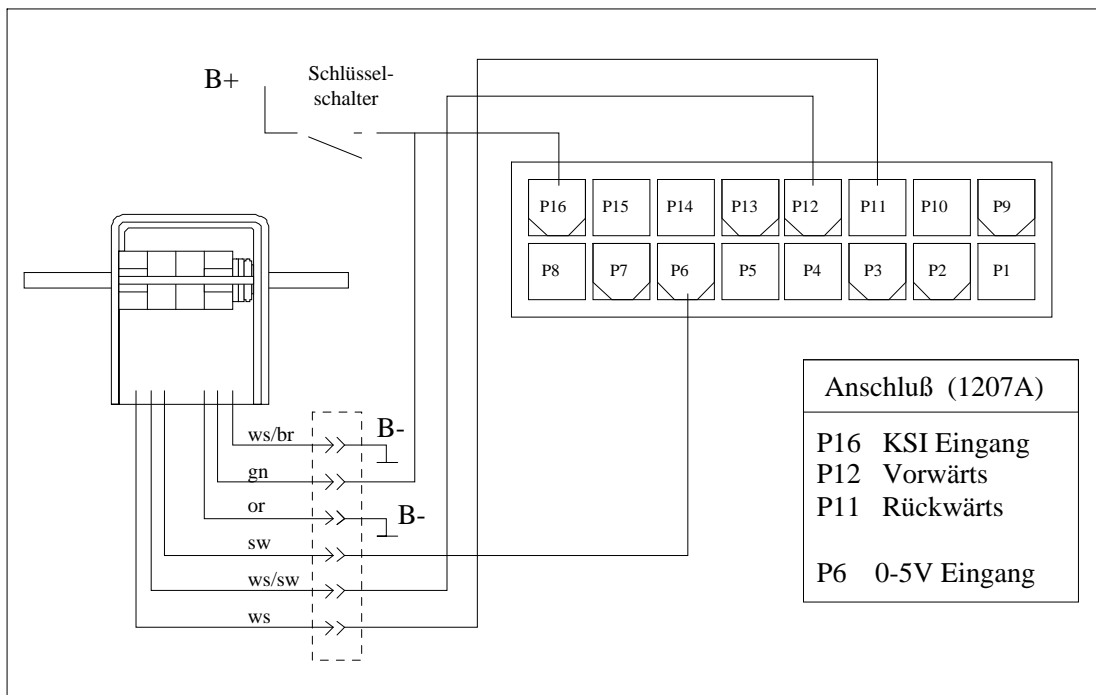 B+
Schlüssel-
schalter
P16 P15 P14 P13 P12 P11 P10 P9
P8 P7 P6 P5 P4 P3 P2 P1
ws/br
B-
gn
or
B-
sw
ws/sw
ws
Anschluß (1207A)
P16 KSI Eingang
P12 Vorwärts
P11 Rückwärts
P6 0-5V Eingang